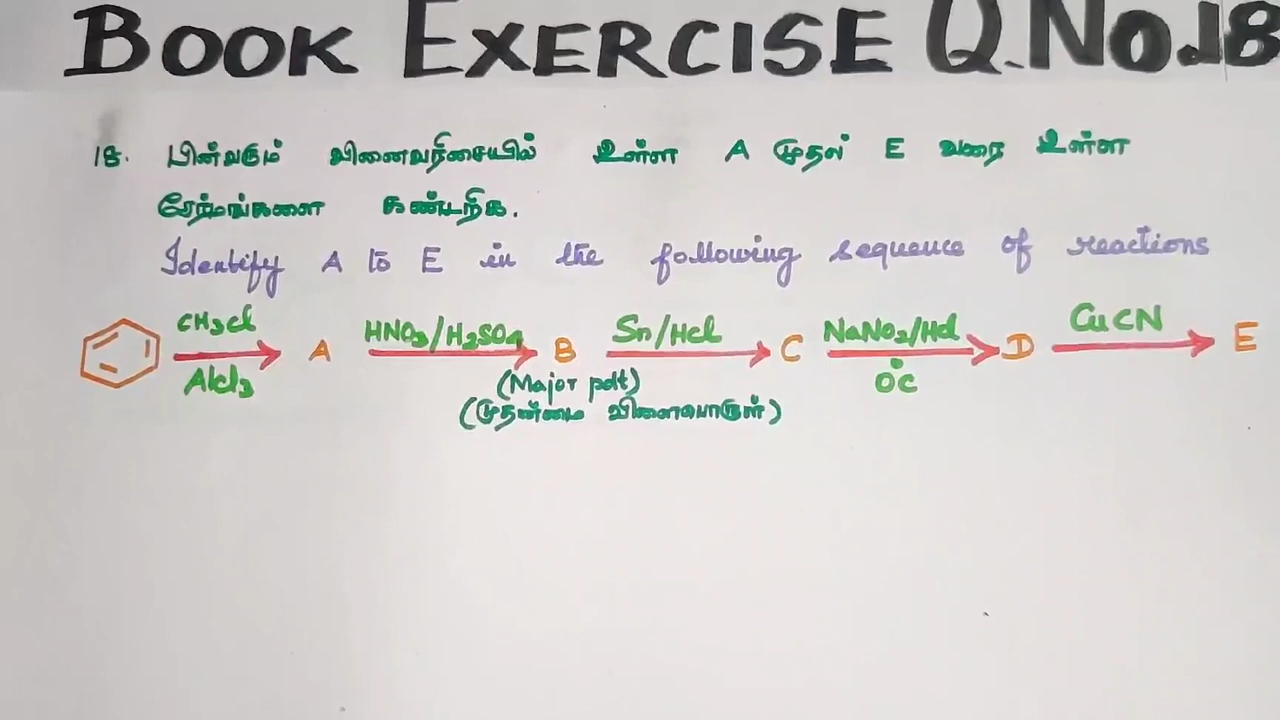 BOOK EXERCISE Q.No.18
18. பின்வரும் வினைவரிசையில் உள்ள A முதல் E வரை உள்ள
சேர்மங்களை கண்டறிக.
Identify A to E in the following sequence of reactions
CH3Cl HNO3/H2SO4 Sn/HCl NaNO2/HCl CuCN
A B C D E
AlCl3 (Major pdt) 0°C
(முதன்மை விளைபொருள்)